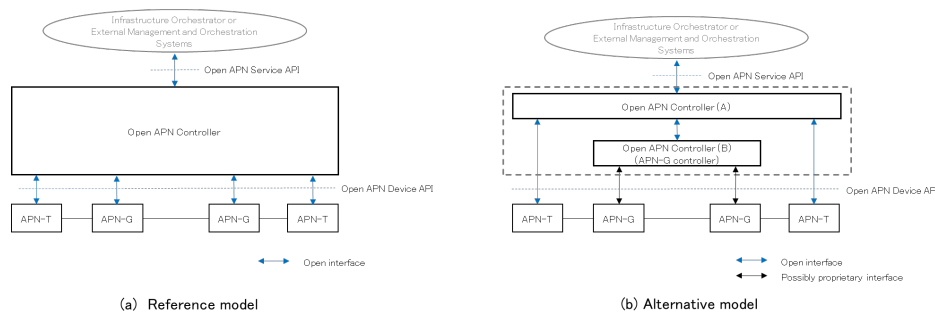 Infrastructure Orchestrator or
External Management and Orchestration
Systems
Open APN Service API
Open APN Controller
Open APN Device API
APN-T
APN-G
APN-G
APN-T
Open interface
(a) Reference model
Infrastructure Orchestrator or
External Management and Orchestration
Systems
Open APN Service API
Open APN Controller (A)
Open APN Controller (B)
(APN-G controller)
Open APN Device AF
APN-T
APN-G
APN-G
APN-T
Open interface
Possibly proprietary interface
(b) Alternative model